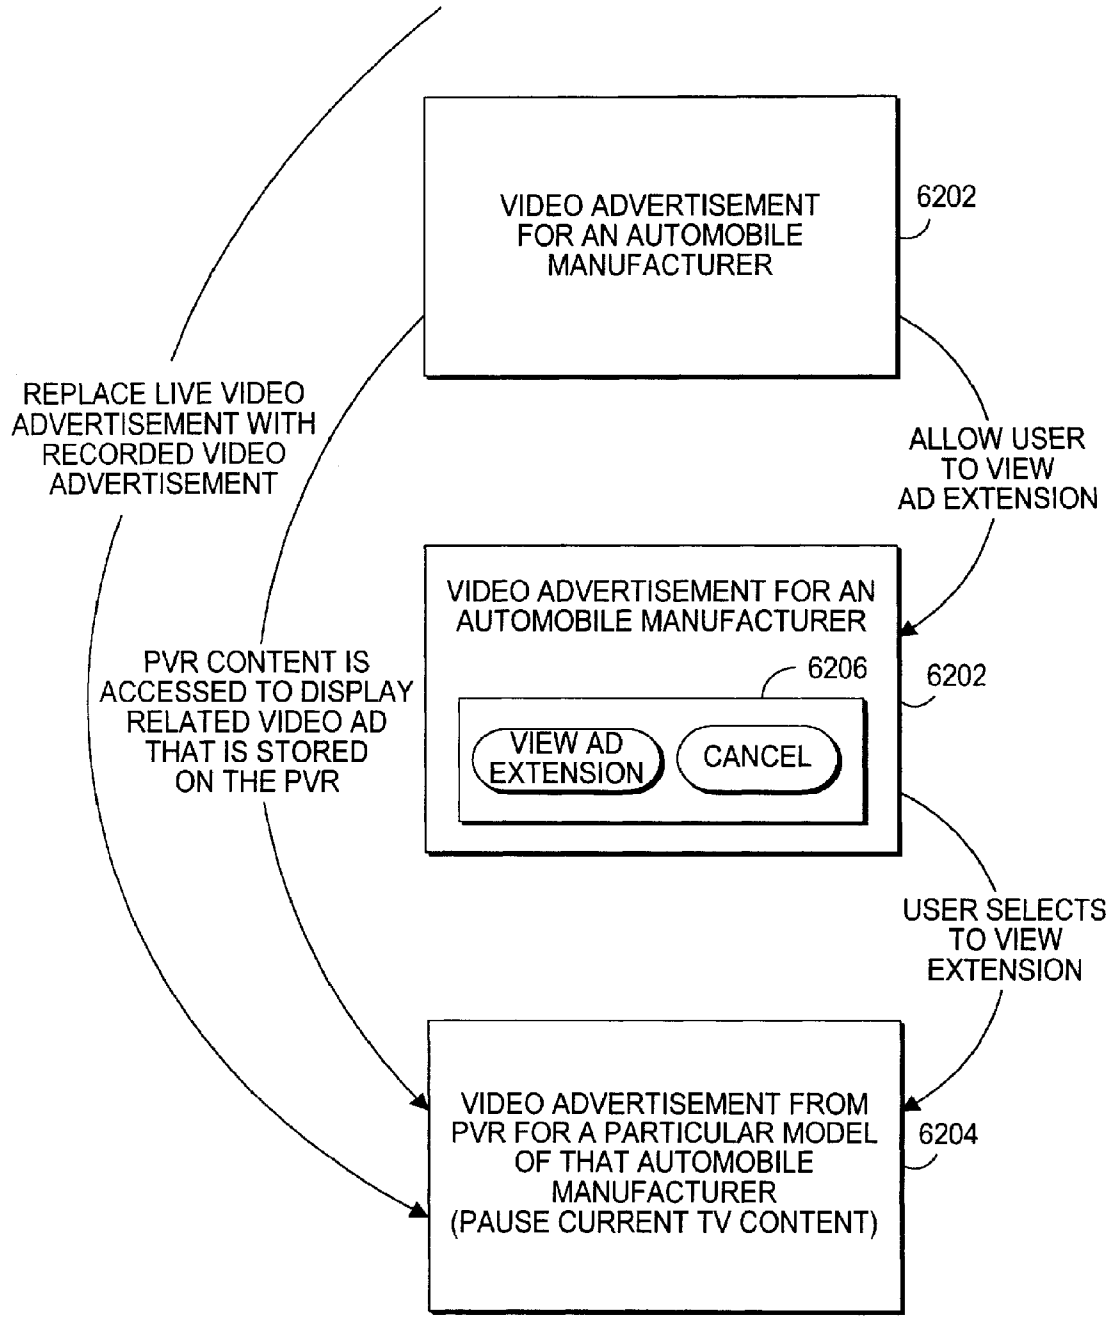 VIDEO ADVERTISEMENT
FOR AN AUTOMOBILE
MANUFACTURER
6202
REPLACE LIVE VIDEO
ADVERTISEMENT WITH
RECORDED VIDEO
ADVERTISEMENT
ALLOW USER
TO VIEW
AD EXTENSION
VIDEO ADVERTISEMENT FOR AN
AUTOMOBILE MANUFACTURER
6206
6202
VIEW AD
EXTENSION
CANCEL
PVR CONTENT IS
ACCESSED TO DISPLAY
RELATED VIDEO AD
THAT IS STORED
ON THE PVR
USER SELECTS
TO VIEW
EXTENSION
VIDEO ADVERTISEMENT FROM
PVR FOR A PARTICULAR MODEL
OF THAT AUTOMOBILE
MANUFACTURER
(PAUSE CURRENT TV CONTENT)
6204